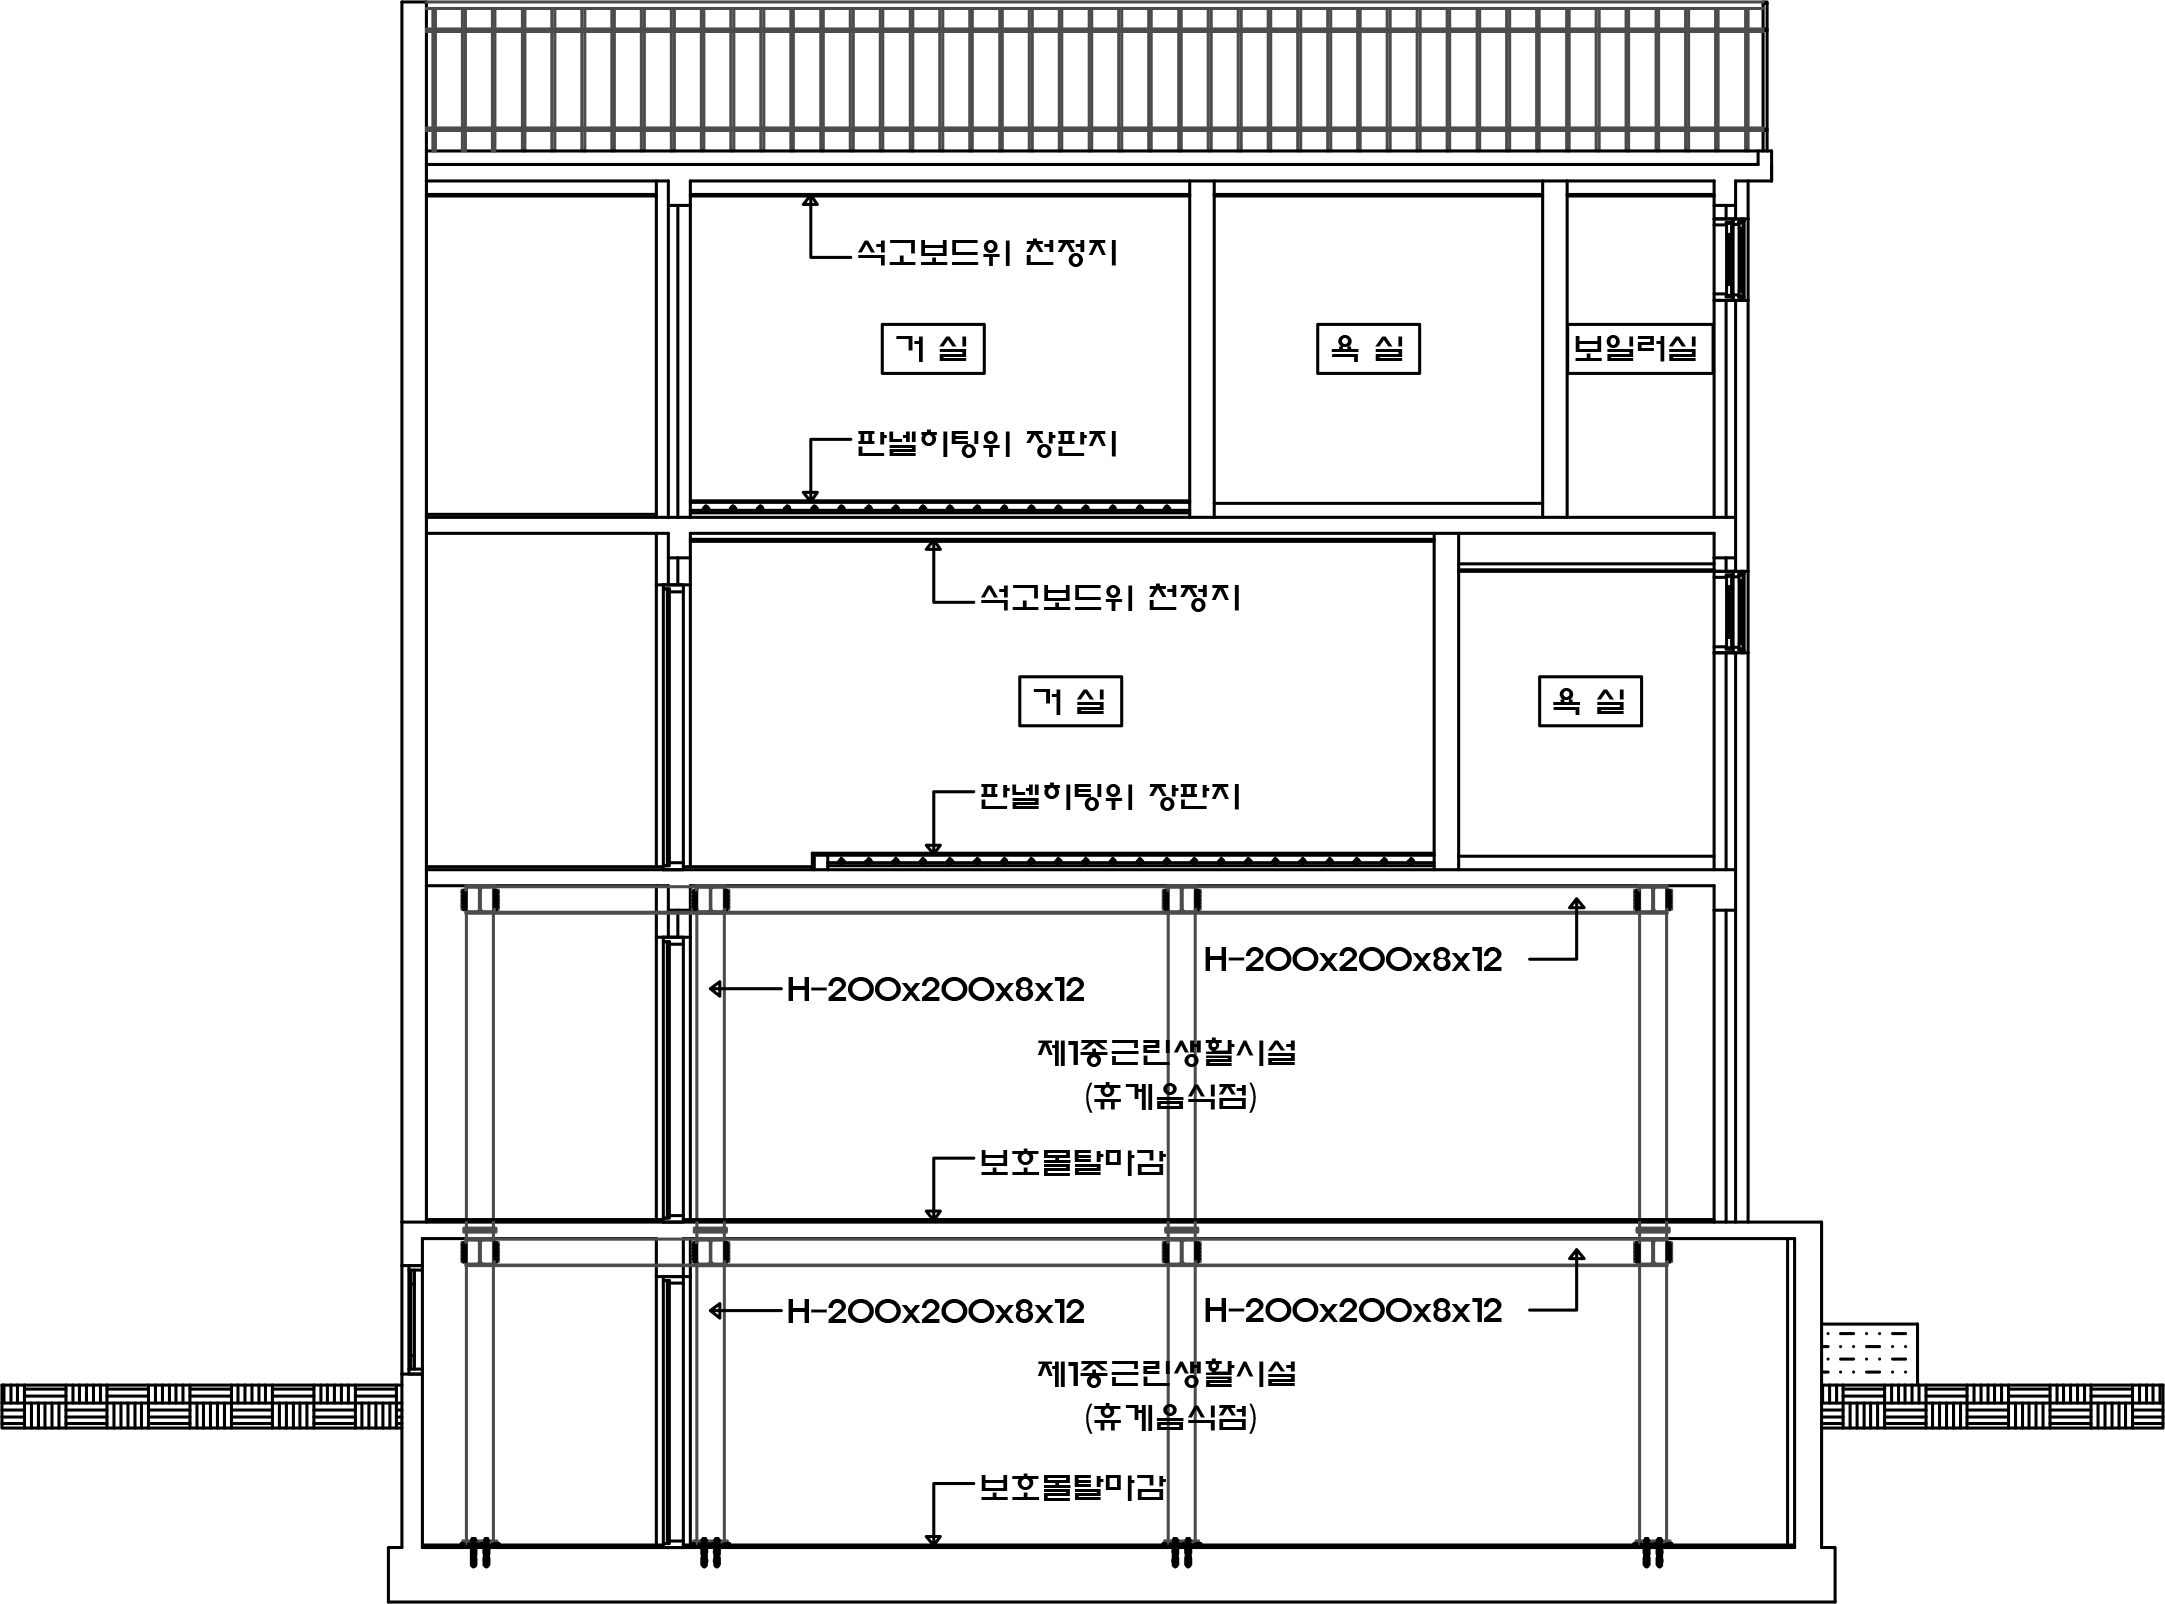 석고보드위 천정지
거 실
욕 실
보일러실
판넬히팅위 장판지
석고보드위 천정지
거 실
욕 실
판넬히팅위 장판지
H-200x200x8x12
H-200x200x8x12
제1종근린생활시설
(휴게음식점)
보호몰탈마감
H-200x200x8x12
H-200x200x8x12
제1종근린생활시설
(휴게음식점)
보호몰탈마감